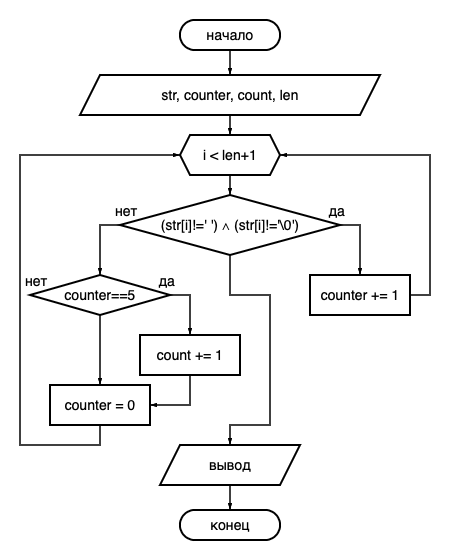 начало
str, counter, count, len
i < len+1
нет
да
(str[i]!=' ') ∧ (str[i]!='\0')
нет
да
counter==5
counter += 1
count += 1
counter = 0
вывод
конец